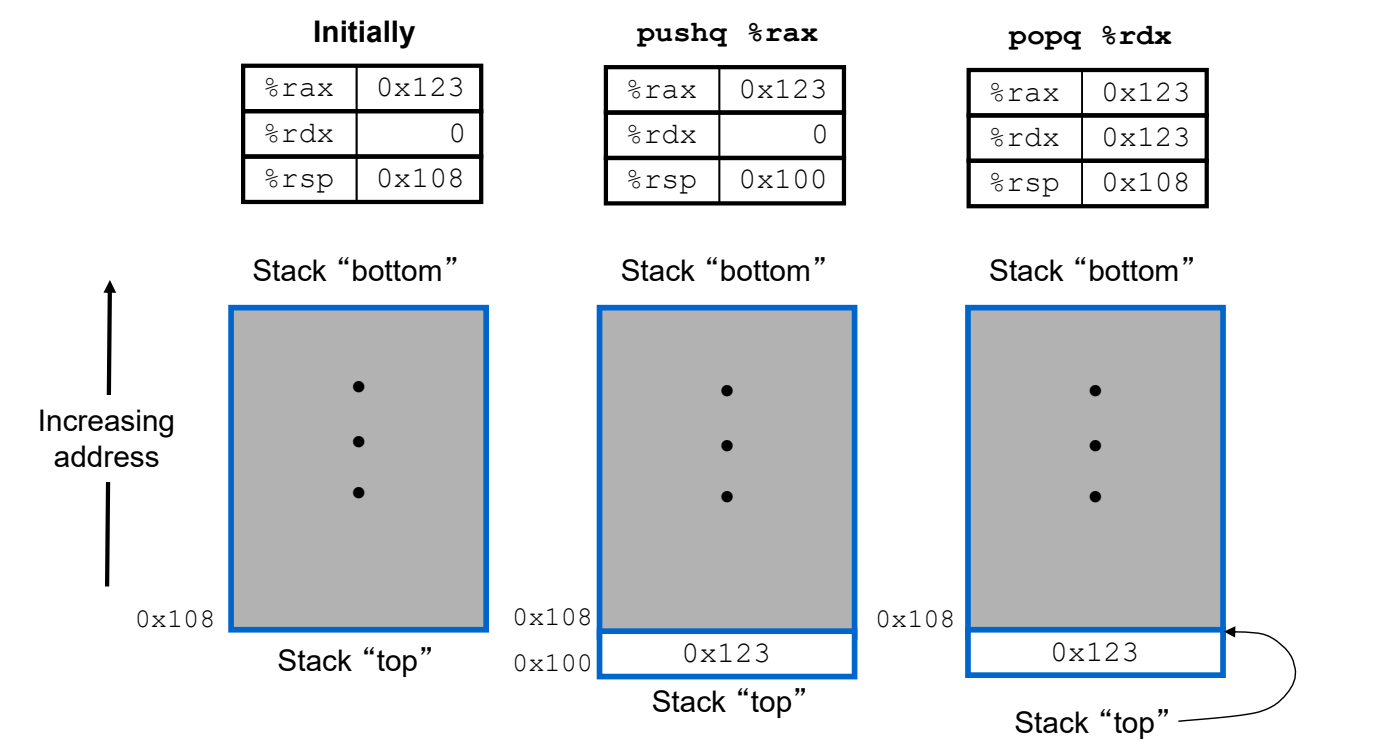 Initially
%rax 0x123
%rdx 0
%rsp 0x108
pushq %rax
%rax 0x123
%rdx 0
%rsp 0x100
popq %rdx
%rax 0x123
%rdx 0x123
%rsp 0x108
Stack “bottom”
Stack “bottom”
Stack “bottom”
Increasing
address
0x108
Stack “top”
0x108
0x100
0x123
Stack “top”
0x108
0x123
Stack “top”